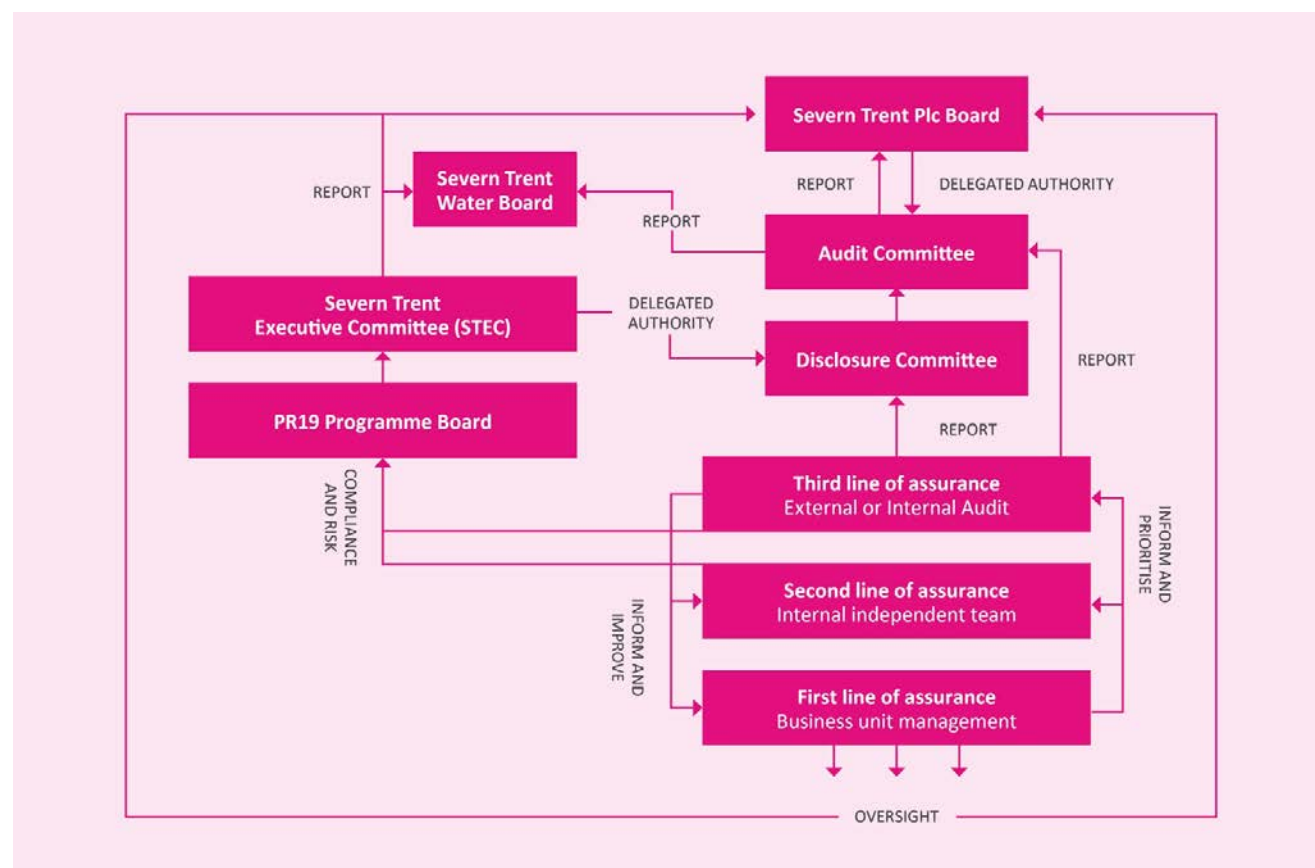 Severn Trent Plc Board
REPORT
Severn Trent
Water Board
REPORT
DELEGATED AUTHORITY
REPORT
Audit Committee
Severn Trent
Executive Committee (STEC)
DELEGATED
AUTHORITY
Disclosure Committee
REPORT
PR19 Programme Board
REPORT
COMPLIANCE
AND RISK
Third line of assurance
External or Internal Audit
INFORM AND
PRIORITISE
Second line of assurance
Internal independent team
INFORM AND
IMPROVE
First line of assurance
Business unit management
OVERSIGHT